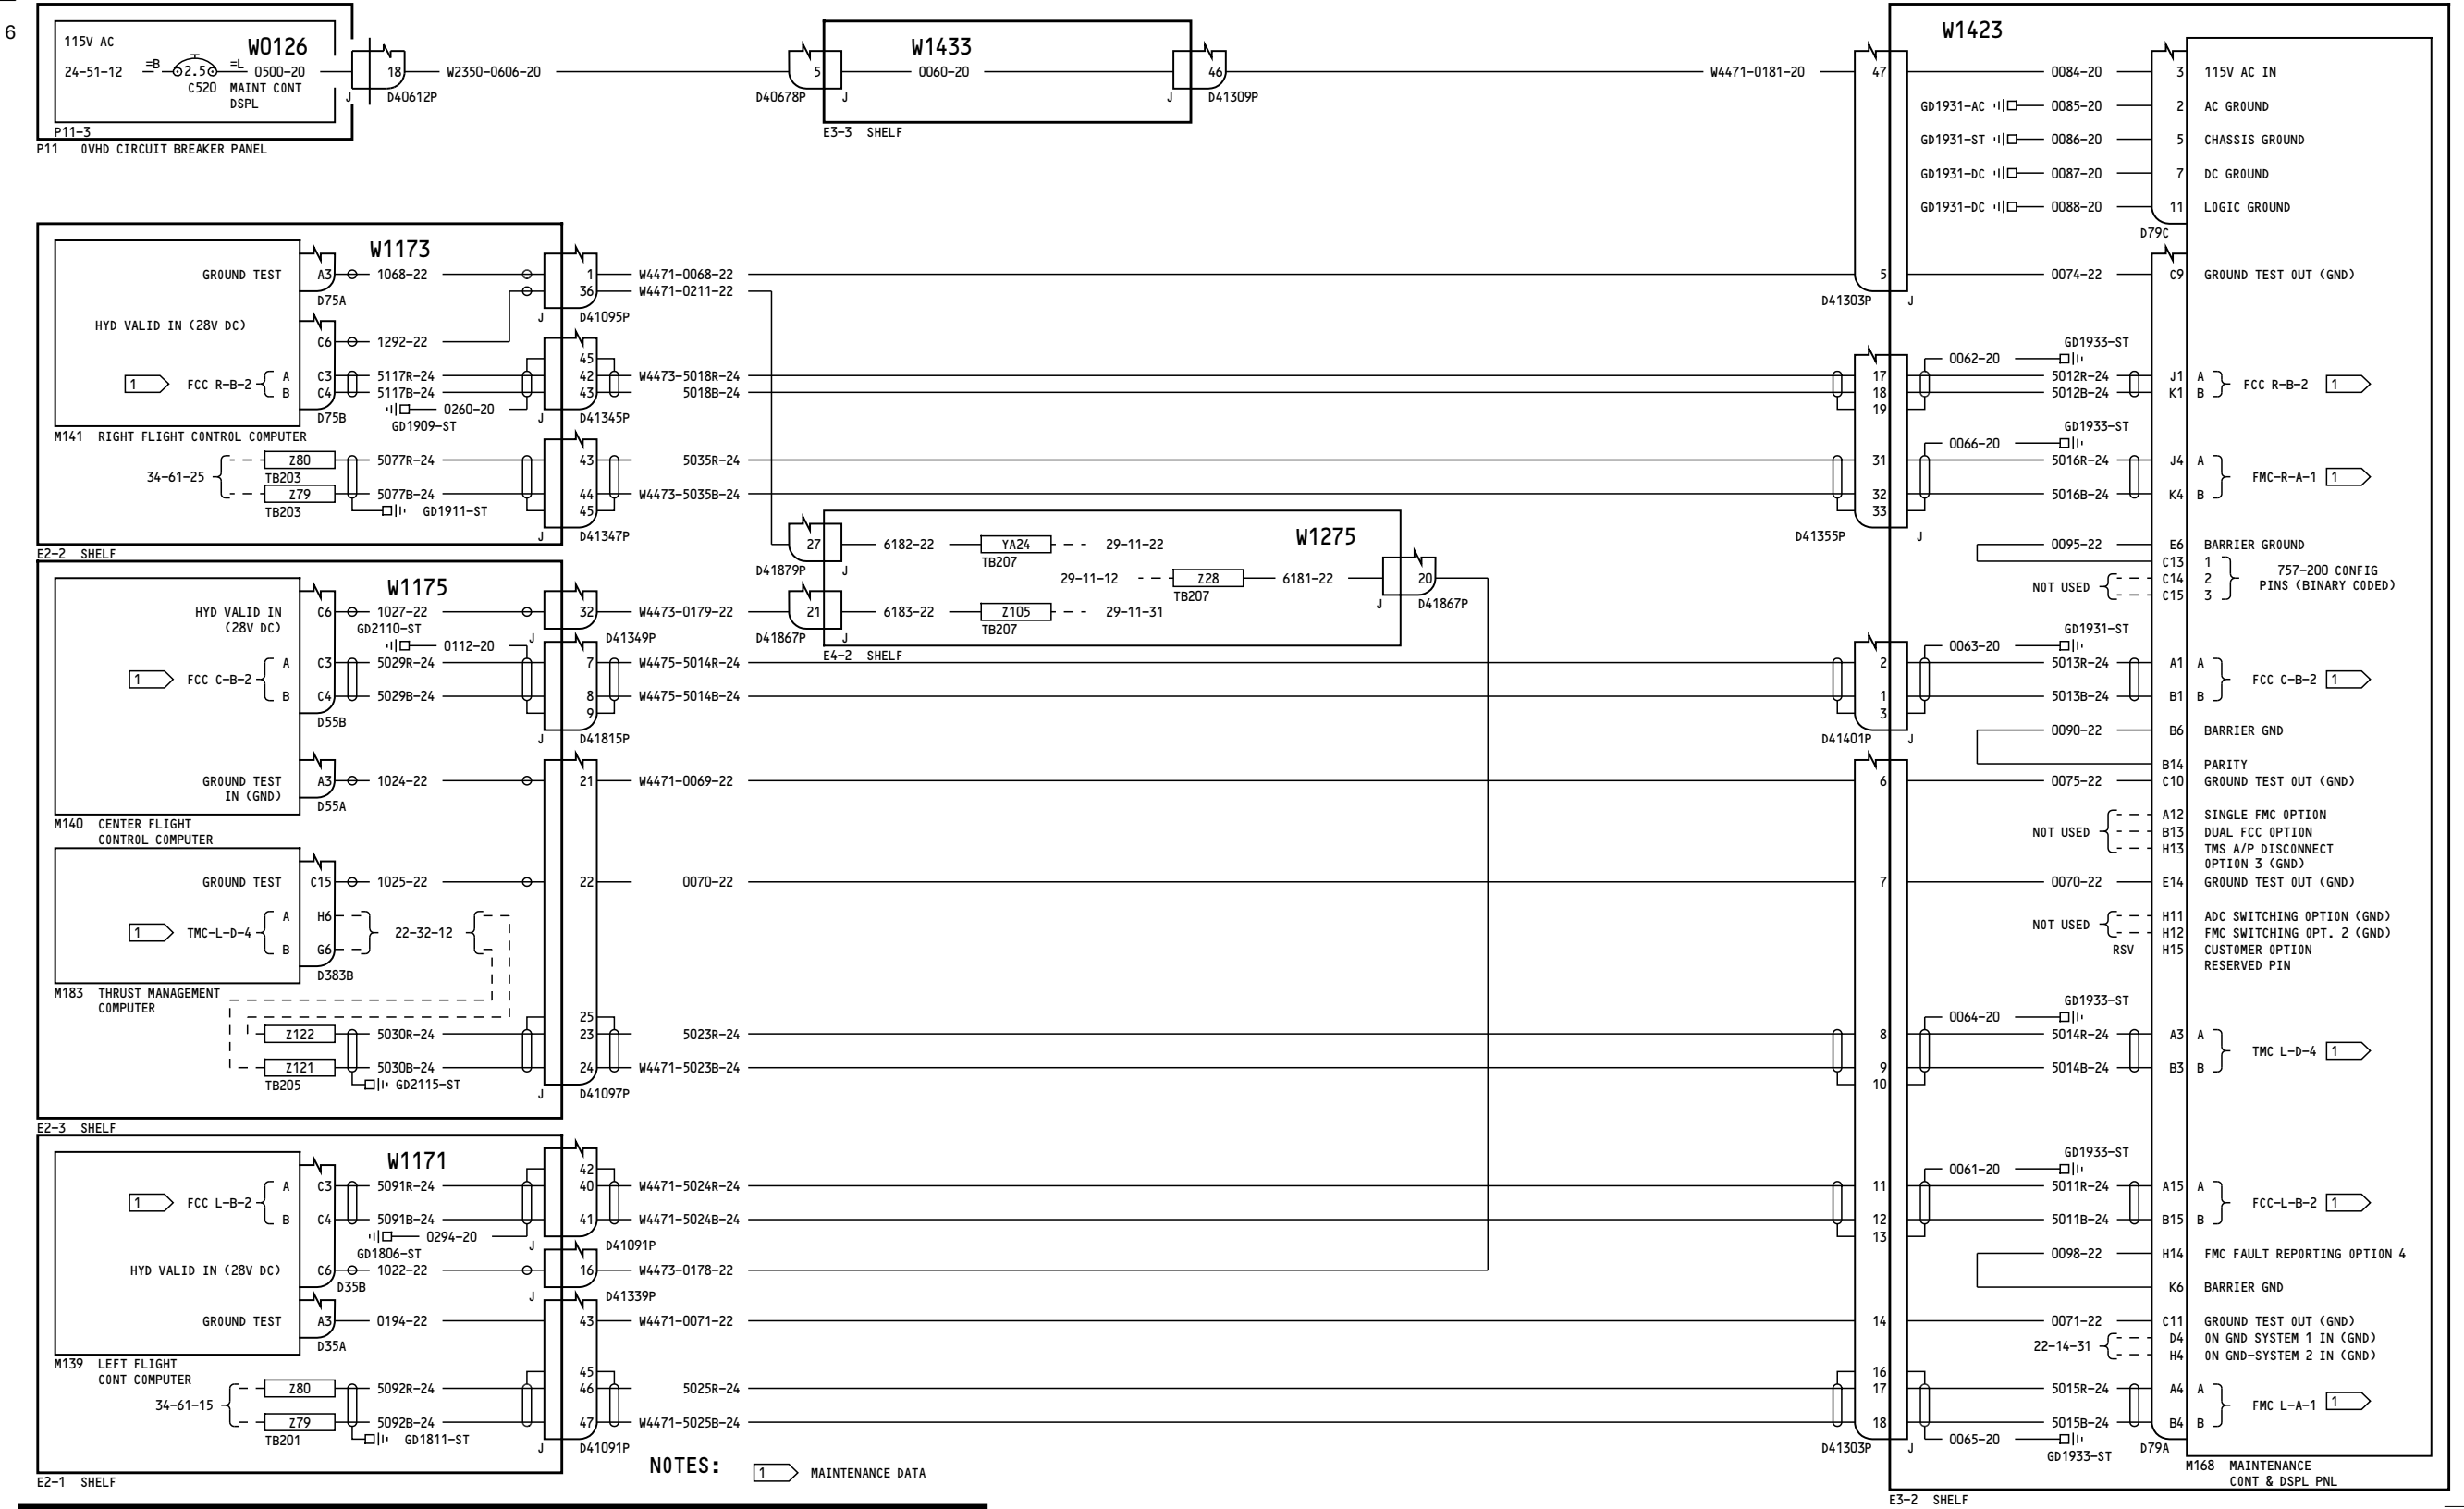 6
115V AC
W0126
24-51-12 =B 2.5 =L 0500-20
C520 MAINT CONT
DSPL
P11-3
P11 OVHD CIRCUIT BREAKER PANEL
18 W2350-0606-20
J D40612P
W1433
5 0060-20 46
D40678P J J D41309P
E3-3 SHELF
W1423
W4471-0181-20 47 0084-20 3 115V AC IN
GD1931-AC 0085-20 2 AC GROUND
GD1931-ST 0086-20 5 CHASSIS GROUND
GD1931-DC 0087-20 7 DC GROUND
GD1931-DC 0088-20 11 LOGIC GROUND
D79C
W1173
GROUND TEST A3 1068-22 1 W4471-0068-22 5 0074-22 C9 GROUND TEST OUT (GND)
D75A 36 W4471-0211-22
J D41095P D41303P J
HYD VALID IN (28V DC)
C6 1292-22
45 0062-20 GD1933-ST
1 FCC R-B-2 A C3 5117R-24 42 W4473-5018R-24 17 5012R-24 J1 A FCC R-B-2 1
B C4 5117B-24 43 5018B-24 18 5012B-24 K1 B
19
D75B 0260-20 J D41345P
GD1909-ST
M141 RIGHT FLIGHT CONTROL COMPUTER
0066-20 GD1933-ST
34-61-25 Z80 5077R-24 43 5035R-24 31 5016R-24 J4 A FMC-R-A-1 1
TB203
Z79 5077B-24 44 W4473-5035B-24 32 5016B-24 K4 B
TB203 GD1911-ST 45 33
J D41347P D41355P J
E2-2 SHELF
W1275
27 6182-22 YA24 29-11-22
D41879P J TB207
29-11-12 Z28 6181-22 20
TB207 J D41867P
0095-22 E6 BARRIER GROUND
C13 1 757-200 CONFIG
NOT USED C14 2 PINS (BINARY CODED)
C15 3
W1175
HYD VALID IN C6 1027-22 32 W4473-0179-22 21 6183-22 Z105 29-11-31
(28V DC) GD2110-ST J D41349P D41867P J TB207
0112-20
E4-2 SHELF
0063-20 GD1931-ST
1 FCC C-B-2 A C3 5029R-24 7 W4475-5014R-24 2 5013R-24 A1 A FCC C-B-2 1
B C4 5029B-24 8 W4475-5014B-24 1 5013B-24 B1 B
D55B 9 3
J D41815P D41401P J
0090-22 B6 BARRIER GND
B14 PARITY
GROUND TEST A3 1024-22 21 W4471-0069-22 6 0075-22 C10 GROUND TEST OUT (GND)
IN (GND) D55A
M140 CENTER FLIGHT
CONTROL COMPUTER
NOT USED A12 SINGLE FMC OPTION
B13 DUAL FCC OPTION
H13 TMS A/P DISCONNECT
OPTION 3 (GND)
GROUND TEST C15 1025-22 22 0070-22 7 0070-22 E14 GROUND TEST OUT (GND)
1 TMC-L-D-4 A H6 22-32-12
B G6
D383B
NOT USED H11 ADC SWITCHING OPTION (GND)
H12 FMC SWITCHING OPT. 2 (GND)
RSV H15 CUSTOMER OPTION
RESERVED PIN
M183 THRUST MANAGEMENT
COMPUTER
25 0064-20 GD1933-ST
Z122 5030R-24 23 5023R-24 8 5014R-24 A3 A TMC L-D-4 1
Z121 5030B-24 24 W4471-5023B-24 9 5014B-24 B3 B
TB205 GD2115-ST 10
J D41097P
E2-3 SHELF
W1171
42 0061-20 GD1933-ST
1 FCC L-B-2 A C3 5091R-24 40 W4471-5024R-24 11 5011R-24 A15 A FCC-L-B-2 1
B C4 5091B-24 41 W4471-5024B-24 12 5011B-24 B15 B
0294-20 13
GD1806-ST J D41091P
HYD VALID IN (28V DC) C6 1022-22 16 W4473-0178-22
D35B J D41339P
0098-22 H14 FMC FAULT REPORTING OPTION 4
K6 BARRIER GND
GROUND TEST A3 0194-22 43 W4471-0071-22 14 0071-22 C11 GROUND TEST OUT (GND)
D35A
22-14-31 D4 ON GND SYSTEM 1 IN (GND)
H4 ON GND-SYSTEM 2 IN (GND)
M139 LEFT FLIGHT
CONT COMPUTER
45 16
34-61-15 Z80 5092R-24 46 5025R-24 17 5015R-24 A4 A FMC L-A-1 1
Z79 5092B-24 47 W4471-5025B-24 18 5015B-24 B4 B
TB201 GD1811-ST J D41091P D41303P J 0065-20 GD1933-ST D79A
E2-1 SHELF
NOTES: 1 MAINTENANCE DATA
M168 MAINTENANCE
CONT & DSPL PNL
E3-2 SHELF